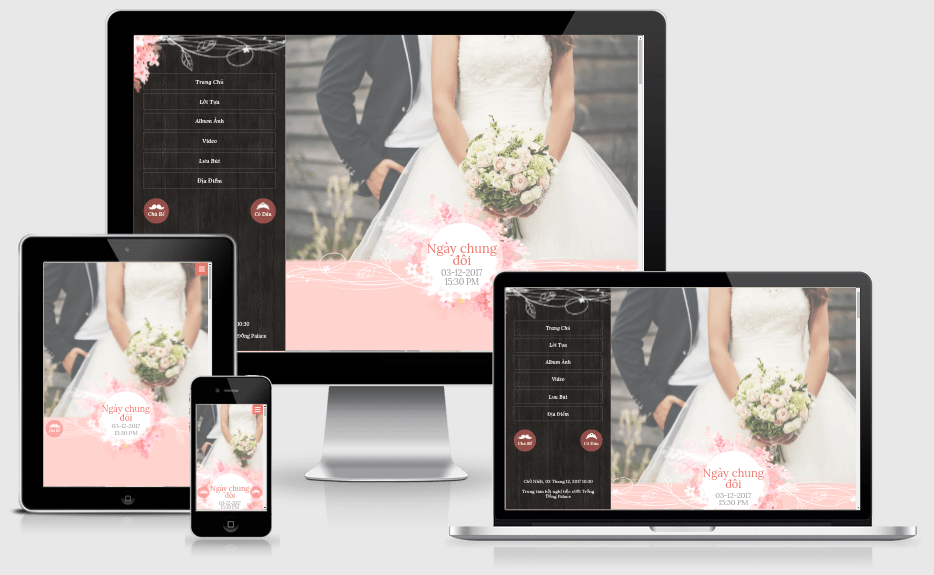 Trang Chủ
Lời Tựa
Album Ảnh
Video
Lưu Bút
Địa Điểm
Chú Rể
Cô Dâu
Ngày chung
đôi
03-12-2017
15:30 PM
10:30
Đông Palace
Ngày chung
đôi
03-12-2017
15:30 PM
Ngày chung
đôi
03-12-2017
15:30 PM
Trang Chủ
Lời Tựa
Album Ảnh
Video
Lưu Bút
Địa Điểm
Chú Rể
Cô Dâu
Chủ Nhật, 03 Tháng 12, 2017 10:30
Trung tâm hội nghị tiệc cưới Trống
Đồng Palace
Ngày chung
đôi
03-12-2017
15:30 PM